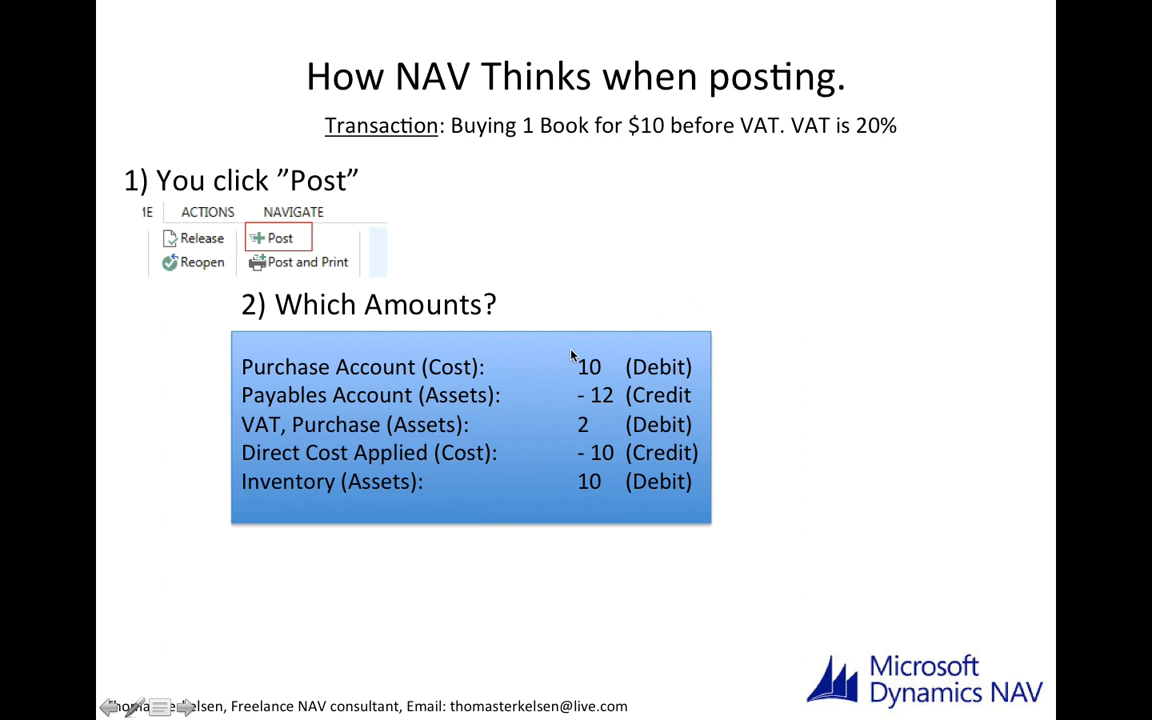 How NAV Thinks when posting.
Transaction: Buying 1 Book for $10 before VAT. VAT is 20%
1) You click ”Post”
IE ACTIONS NAVIGATE
Release Post
Reopen Post and Print
2) Which Amounts?
Purchase Account (Cost): 10 (Debit)
Payables Account (Assets): - 12 (Credit
VAT, Purchase (Assets): 2 (Debit)
Direct Cost Applied (Cost): - 10 (Credit)
Inventory (Assets): 10 (Debit)
Microsoft
Dynamics NAV
Freelance NAV consultant, Email: thomasterkelsen@live.com